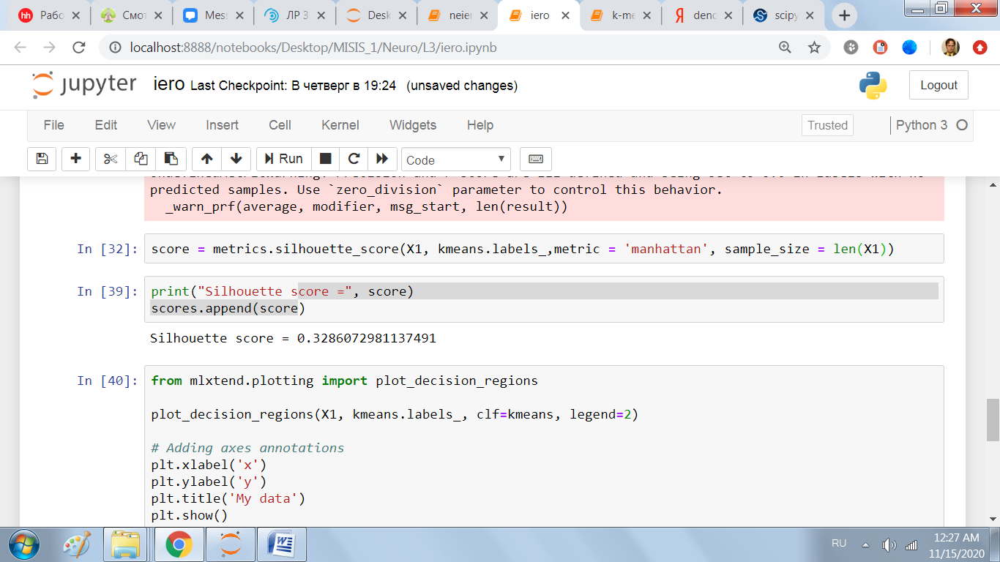 Рабо
Смот
Mess
ЛР 3
Desk
neier
iero
k-me
Я
denc
scipy
localhost:8888/notebooks/Desktop/MISIS_1/Neuro/L3/iero.ipynb
jupyter iero Last Checkpoint: В четверг в 19:24 (unsaved changes)
Logout
File Edit View Insert Cell Kernel Widgets Help
Trusted
Python 3
Run
Code
predicted samples. Use `zero_division` parameter to control this behavior.
_warn_prf(average, modifier, msg_start, len(result))
In [32]: score = metrics.silhouette_score(X1, kmeans.labels_,metric = 'manhattan', sample_size = len(X1))
In [39]: print("Silhouette score =", score)
scores.append(score)
Silhouette score = 0.3286072981137491
In [40]: from mlxtend.plotting import plot_decision_regions
plot_decision_regions(X1, kmeans.labels_, clf=kmeans, legend=2)
# Adding axes annotations
plt.xlabel('x')
plt.ylabel('y')
plt.title('My data')
plt.show()
RU
12:27 AM
11/15/2020